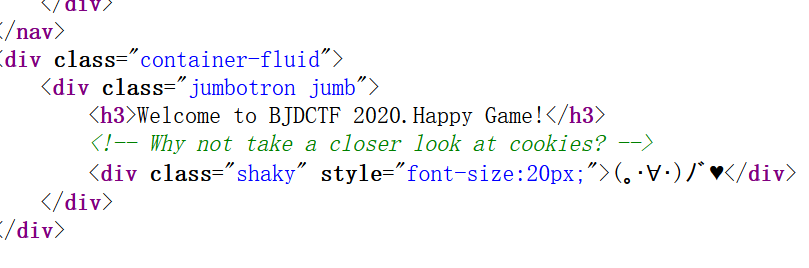 </div>
</nav>
<div class="container-fluid">
<div class="jumbotron jumb">
<h3>Welcome to BJDCTF 2020.Happy Game!</h3>
<!-- Why not take a closer look at cookies? -->
<div class="shaky" style="font-size:20px;">(｡･∀･)ﾉﾞ♥</div>
</div>
</div>